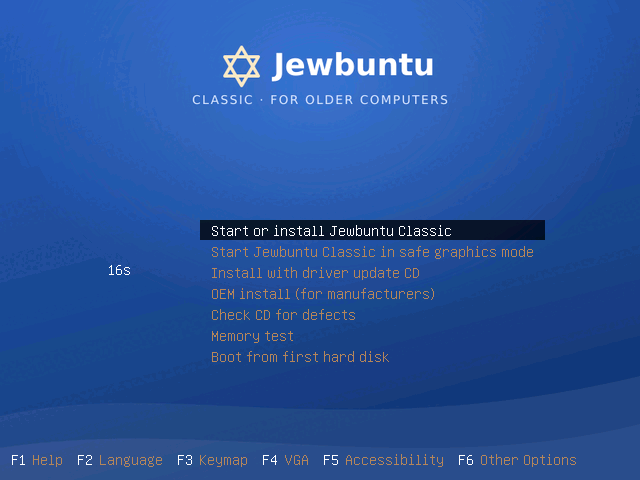 Jewbuntu
CLASSIC · FOR OLDER COMPUTERS
Start or install Jewbuntu Classic
Start Jewbuntu Classic in safe graphics mode
16s
Install with driver update CD
OEM install (for manufacturers)
Check CD for defects
Memory test
Boot from first hard disk
F1 Help F2 Language F3 Keymap F4 VGA F5 Accessibility F6 Other Options